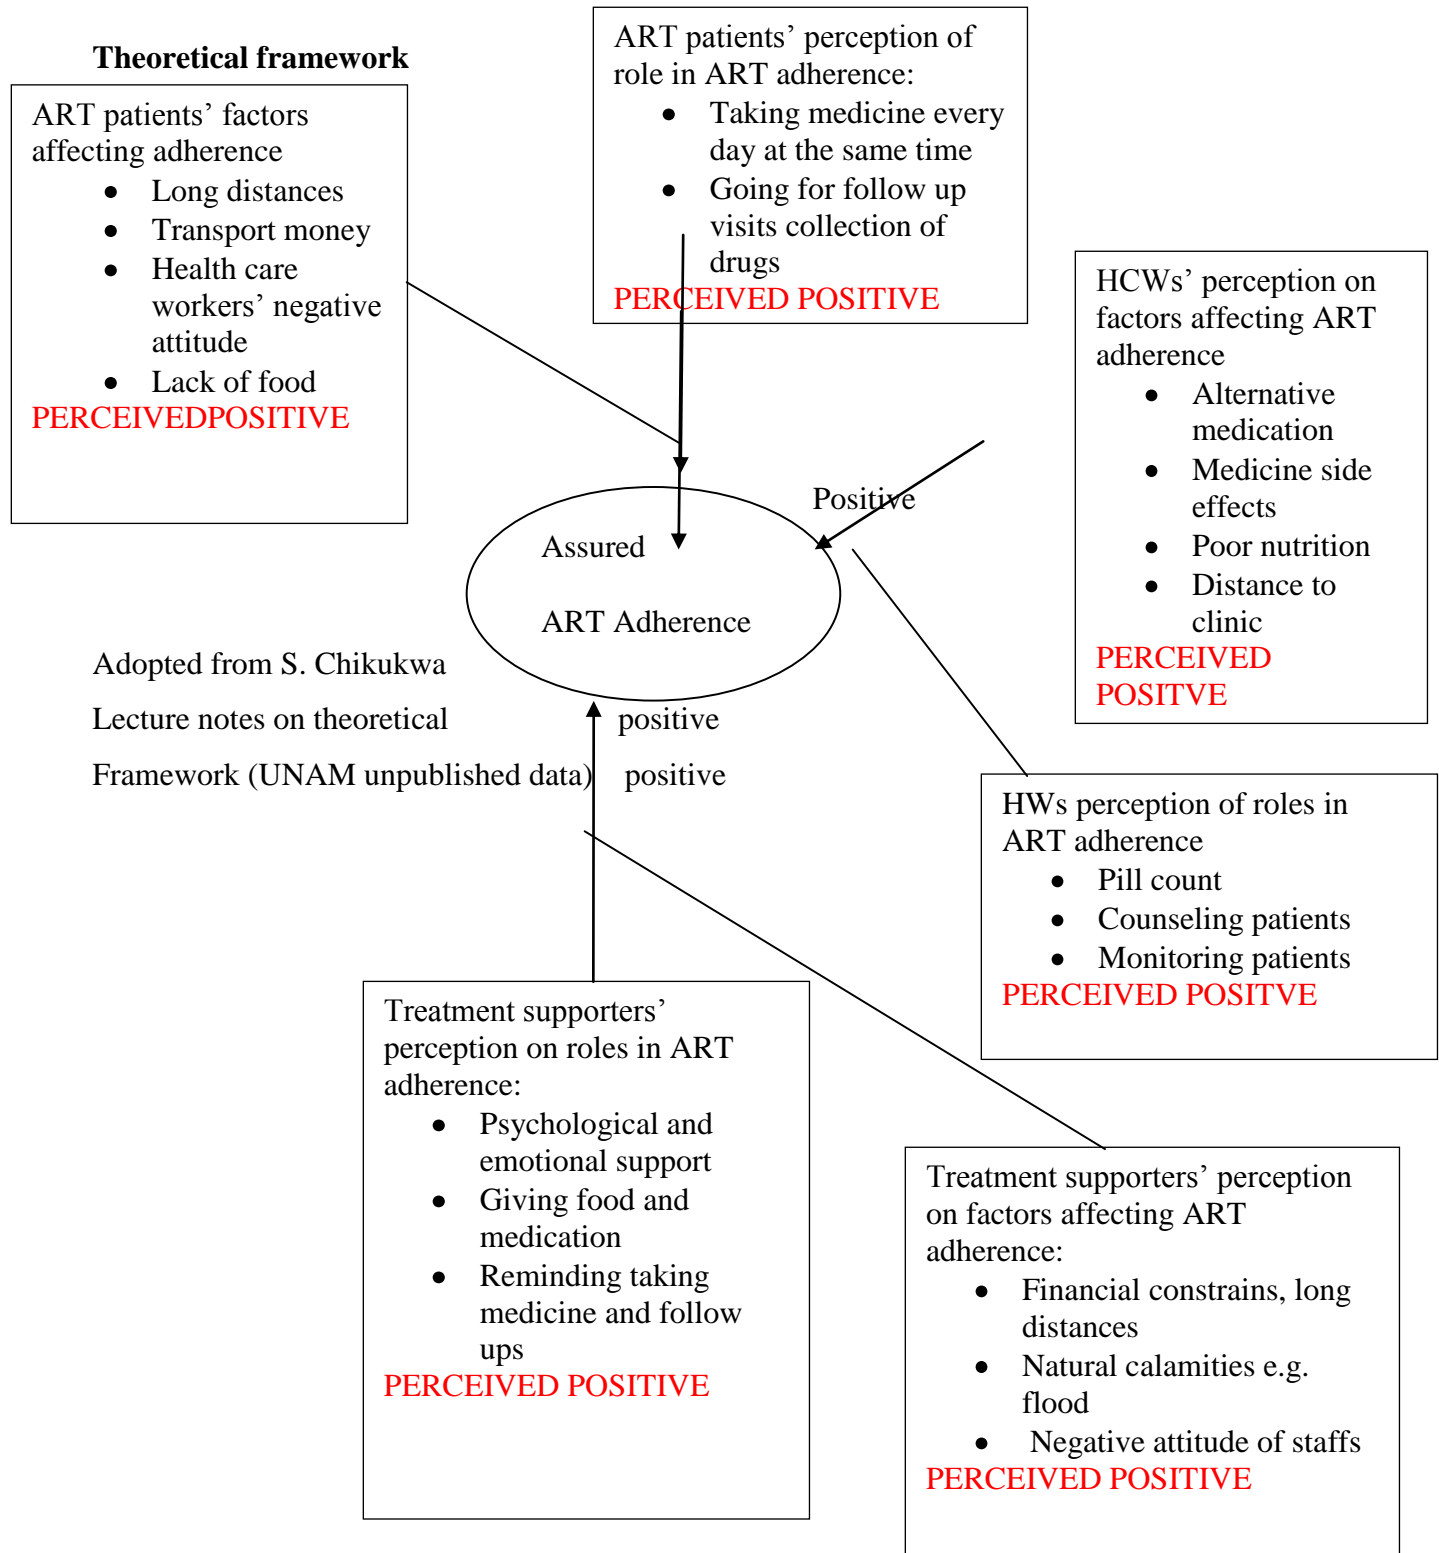 Theoretical framework
ART patients’ factors
affecting adherence
• Long distances
• Transport money
• Health care
workers’ negative
attitude
• Lack of food
PERCEIVEDPOSITIVE
ART patients’ perception of
role in ART adherence:
• Taking medicine every
day at the same time
• Going for follow up
visits collection of
drugs
PERCEIVED POSITIVE
HCWs’ perception on
factors affecting ART
adherence
• Alternative
medication
• Medicine side
effects
• Poor nutrition
• Distance to
clinic
PERCEIVED
POSITVE
Positive
Assured
ART Adherence
Adopted from S. Chikukwa
Lecture notes on theoretical
positive
Framework (UNAM unpublished data)
positive
HWs perception of roles in
ART adherence
• Pill count
• Counseling patients
• Monitoring patients
PERCEIVED POSITVE
Treatment supporters’
perception on roles in ART
adherence:
• Psychological and
emotional support
• Giving food and
medication
• Reminding taking
medicine and follow
ups
PERCEIVED POSITIVE
Treatment supporters’ perception
on factors affecting ART
adherence:
• Financial constrains, long
distances
• Natural calamities e.g.
flood
• Negative attitude of staffs
PERCEIVED POSITIVE